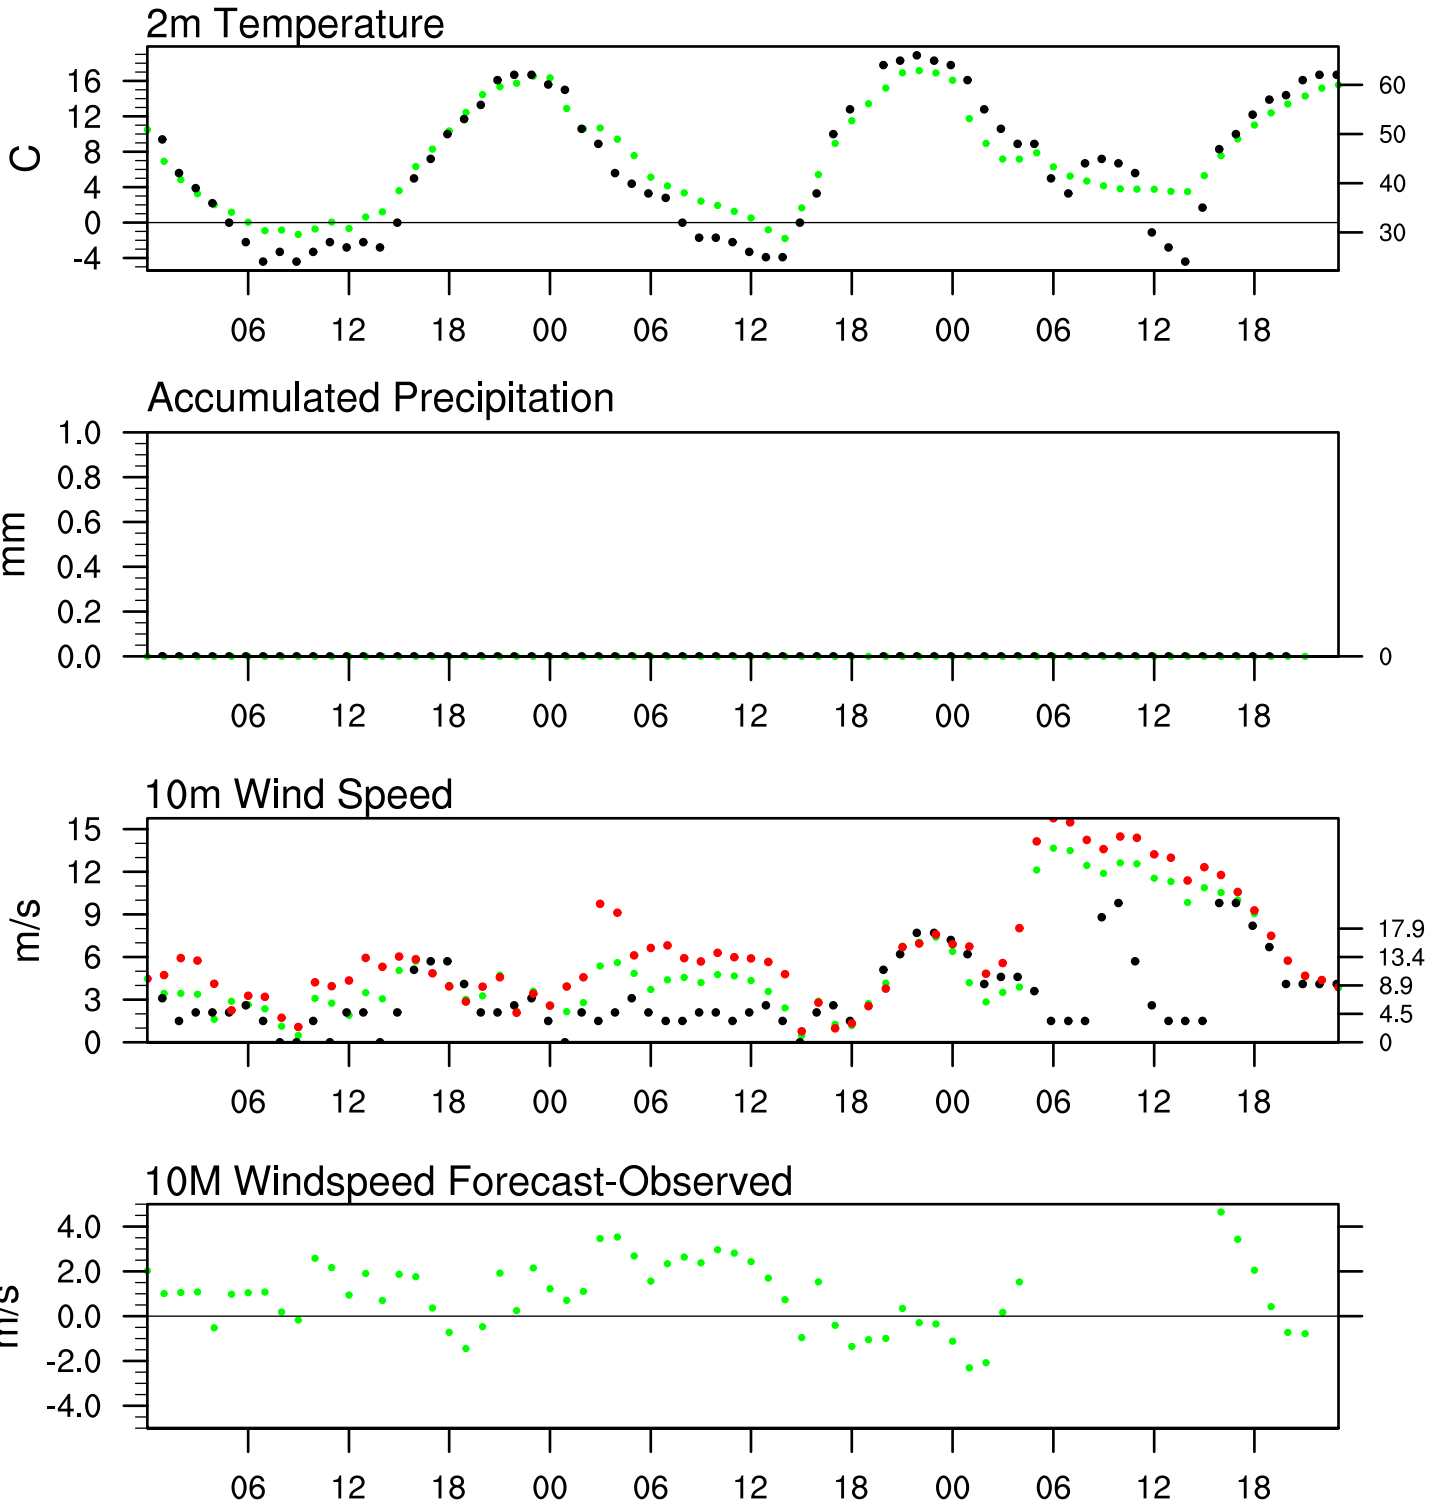 2m Temperature
16
12
8
4
0
-4
C
60
50
40
30
06 12 18 00 06 12 18 00 06 12 18
Accumulated Precipitation
1.0
0.8
0.6
0.4
0.2
0.0
mm
0
06 12 18 00 06 12 18 00 06 12 18
10m Wind Speed
15
12
9
6
3
0
m/s
17.9
13.4
8.9
4.5
0
06 12 18 00 06 12 18 00 06 12 18
10M Windspeed Forecast-Observed
4.0
2.0
0.0
-2.0
-4.0
m/s
06 12 18 00 06 12 18 00 06 12 18